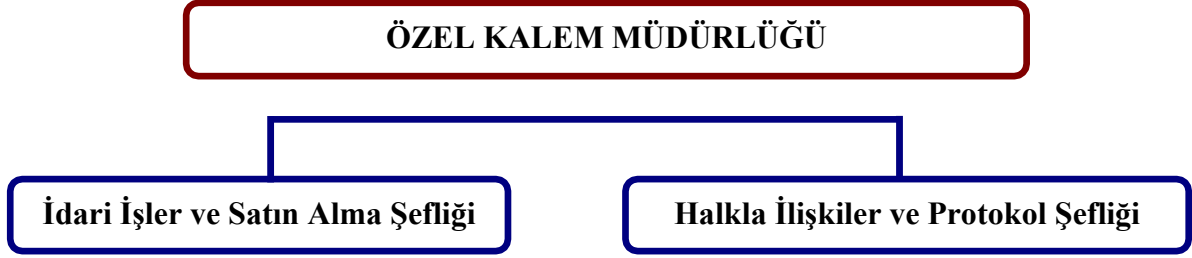 ÖZEL KALEM MÜDÜRLÜĞÜ
İdari İşler ve Satın Alma Şefliği
Halkla İlişkiler ve Protokol Şefliği